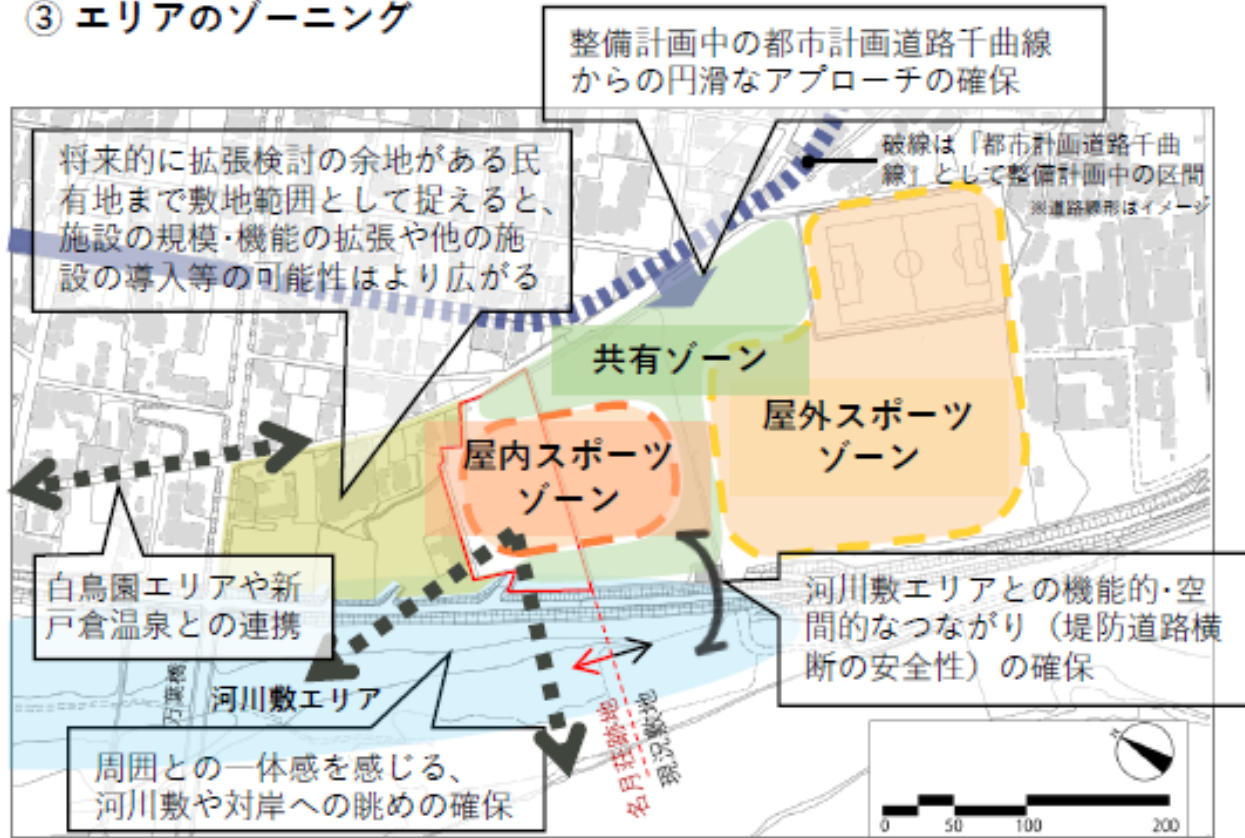 ③ エリアのゾーニング
整備計画中の都市計画道路千曲線
からの円滑なアプローチの確保
破線は『都市計画道路千曲
線』として整備計画中の区間
※道路線形はイメージ
将来的に拡張検討の余地がある民
有地まで敷地範囲として捉えると、
施設の規模・機能の拡張や他の施
設の導入等の可能性はより広がる
共有ゾーン
屋外スポーツ
ゾーン
屋内スポーツ
ゾーン
白鳥園エリアや新
戸倉温泉との連携
河川敷エリアとの機能的・空
間的なつながり（堤防道路横
断の安全性）の確保
万葉橋
河川敷エリア
名月荘跡地
現況敷地
周囲との一体感を感じる、
河川敷や対岸への眺めの確保
0 50 100 200